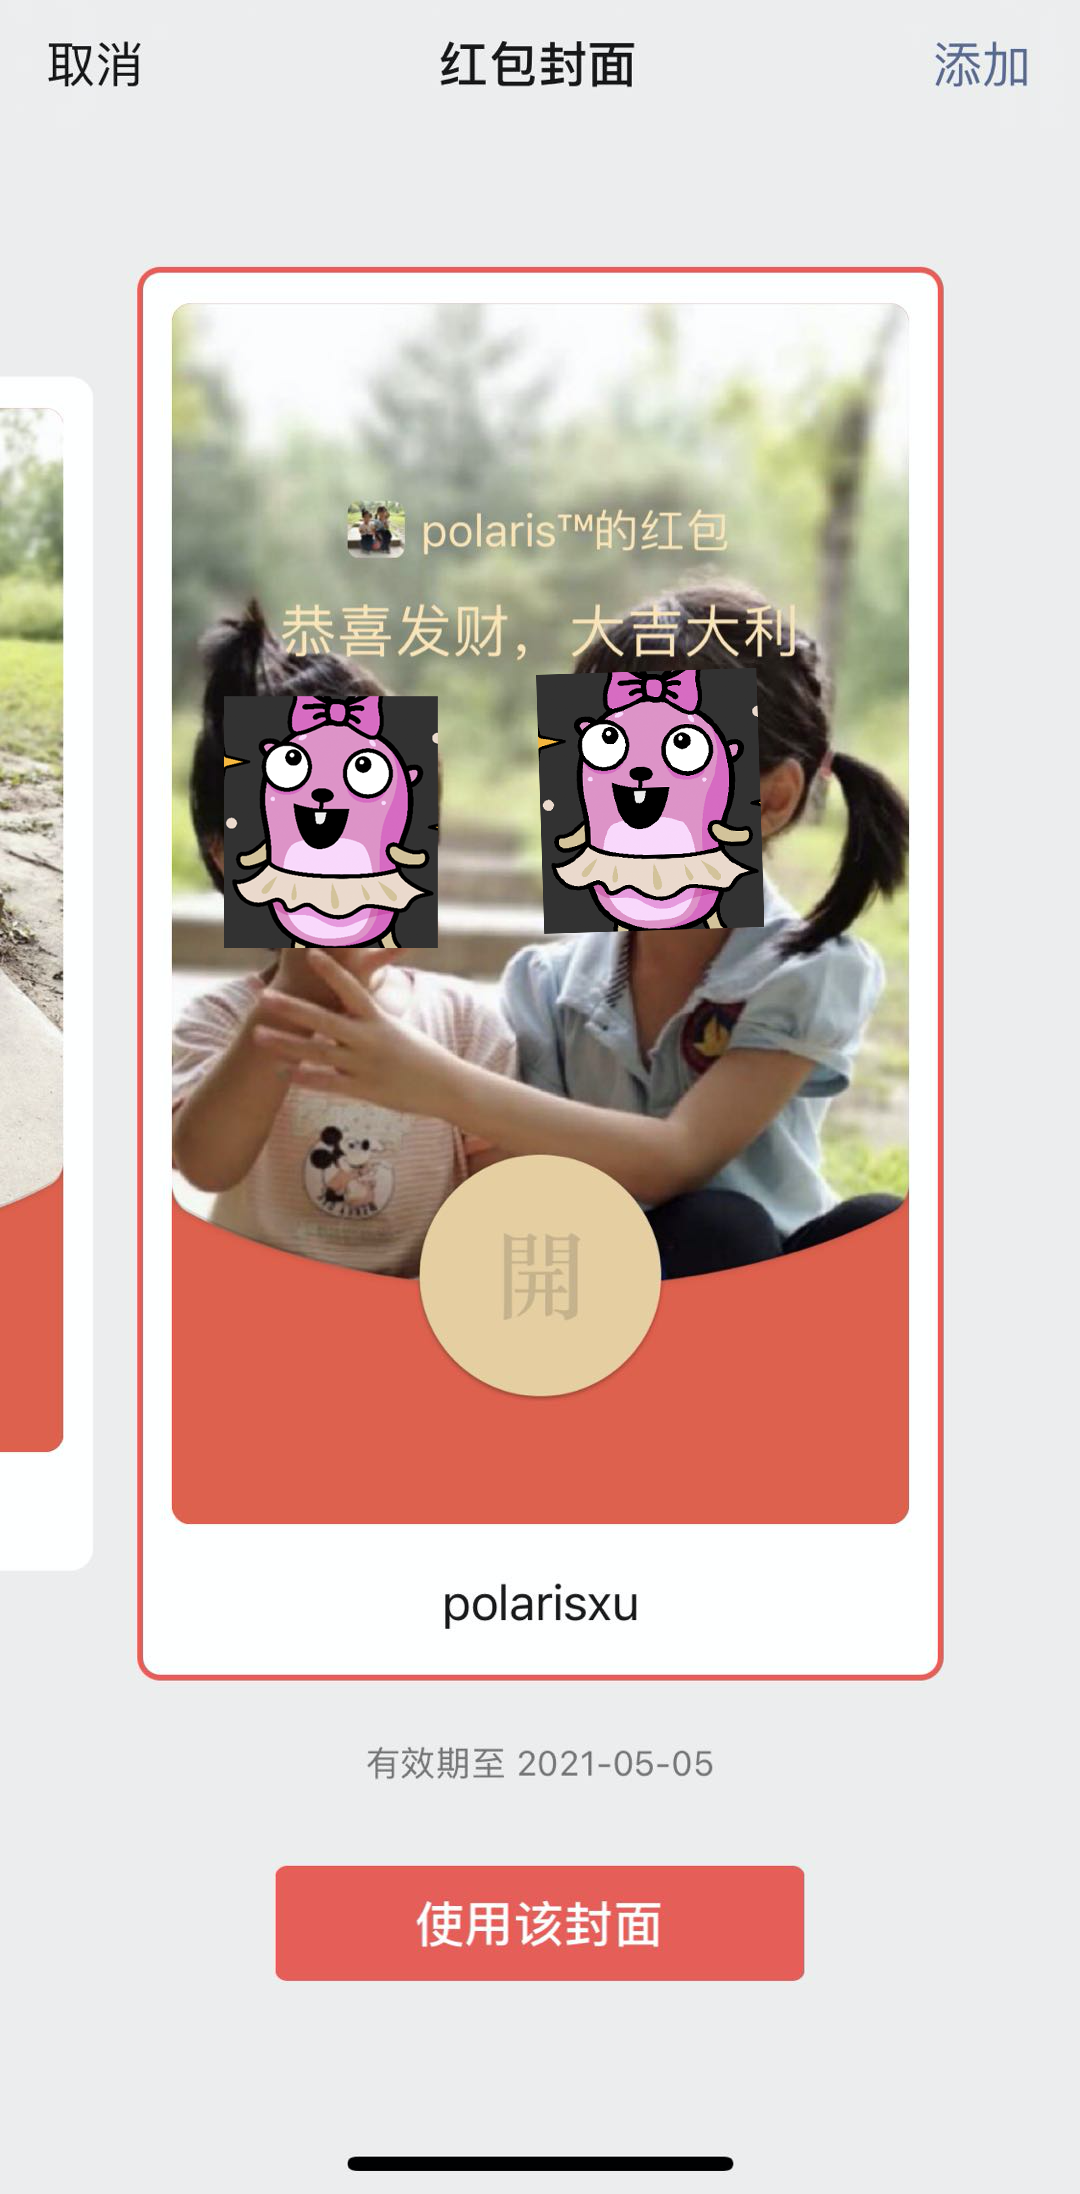 取消
红包封面
添加
polaris™的红包
恭喜发财，大吉大利
開
polarisxu
有效期至 2021-05-05
使用该封面